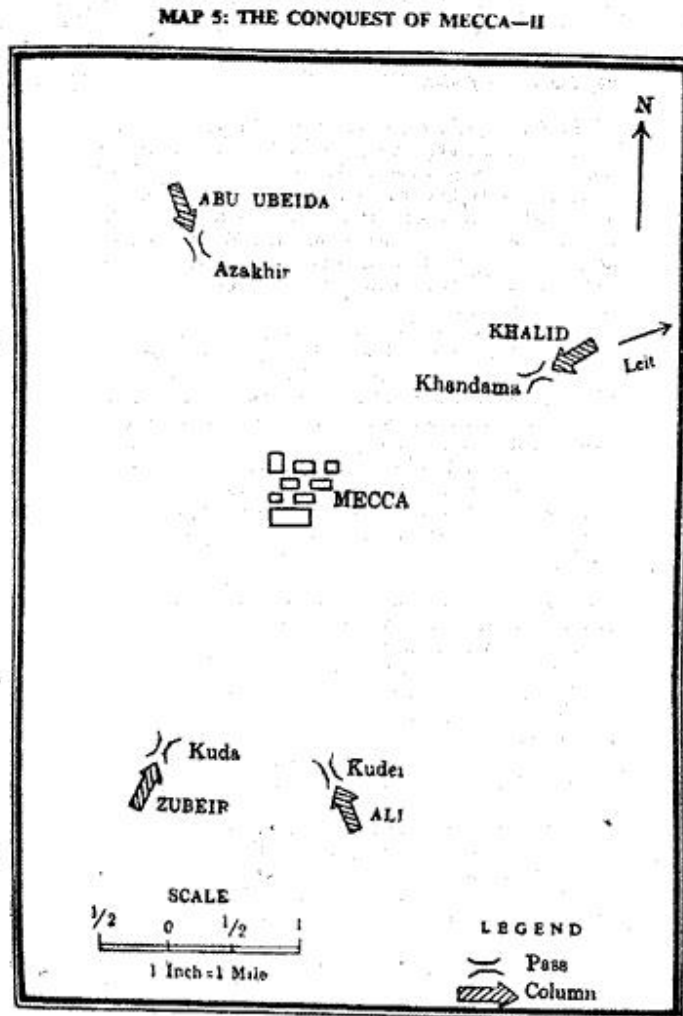 MAP 5: THE CONQUEST OF MECCA—II
N
ABU UBEIDA
Azakhir
KHALID
Leit
Khandama
MECCA
Kuda
Kudei
ZUBEIR
ALI
SCALE
1/2 0 1/2 1
1 Inch=1 Mile
LEGEND
Pass
Column